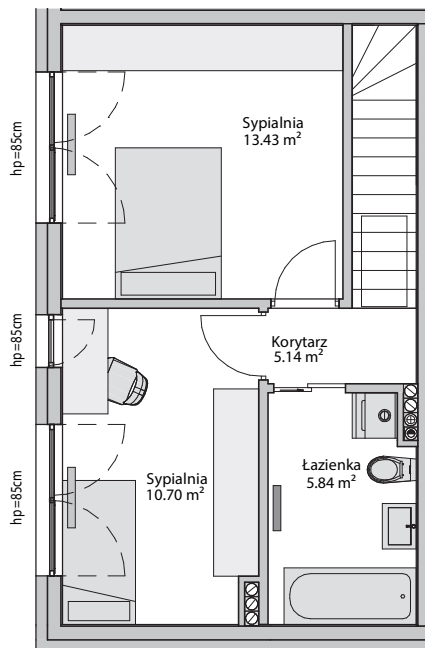 hp=85cm
Sypialnia
13.43 m²
hp=85cm
Korytarz
5.14 m²
Sypialnia
10.70 m²
Łazienka
5.84 m²
hp=85cm